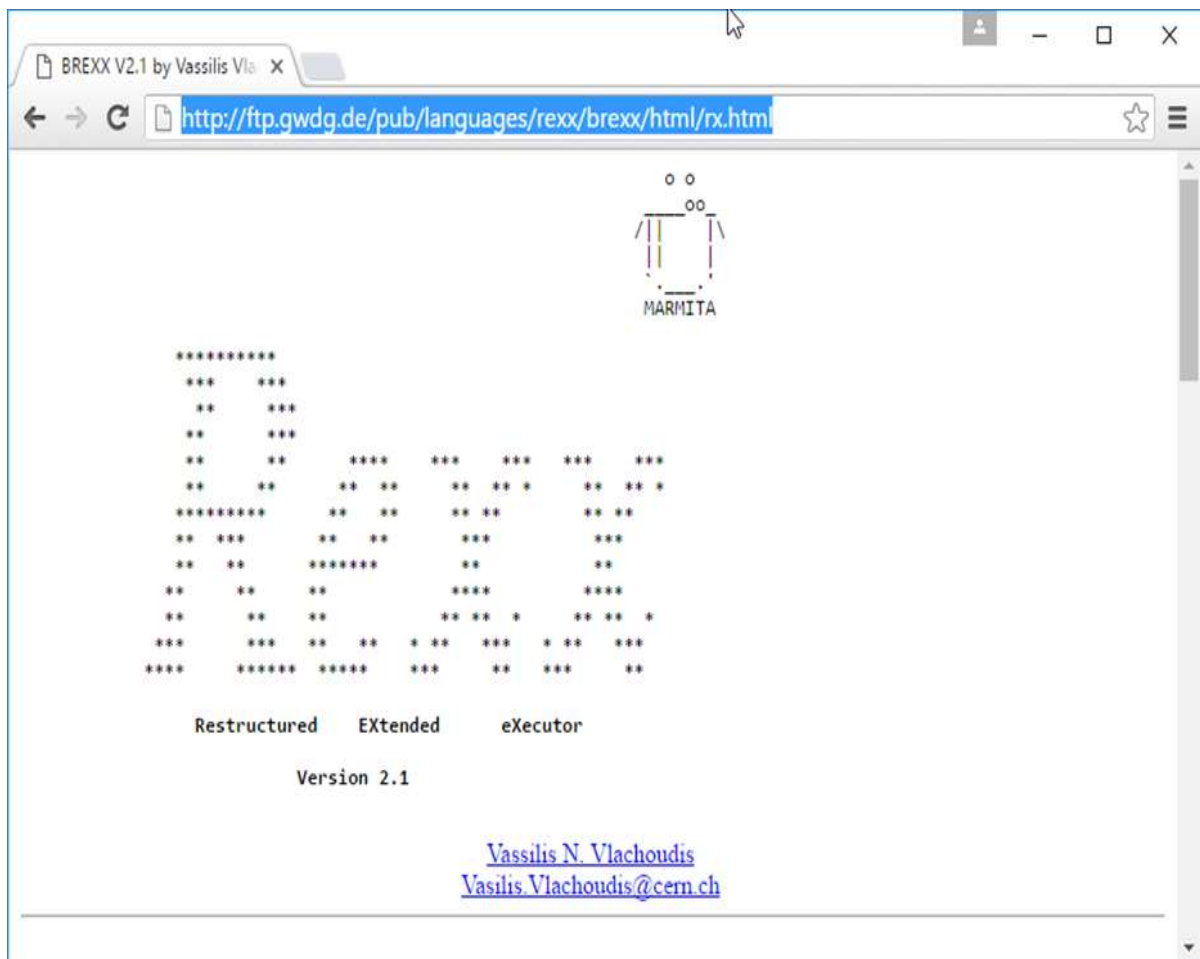 BREXX V2.1 by Vassilis Vla
http://ftp.gwdg.de/pub/languages/rexx/brexx/html/rx.html
MARMITA
Rexx
Restructured EXtended eXecutor
Version 2.1
Vassilis N. Vlachoudis
Vasilis.Vlachoudis@cern.ch